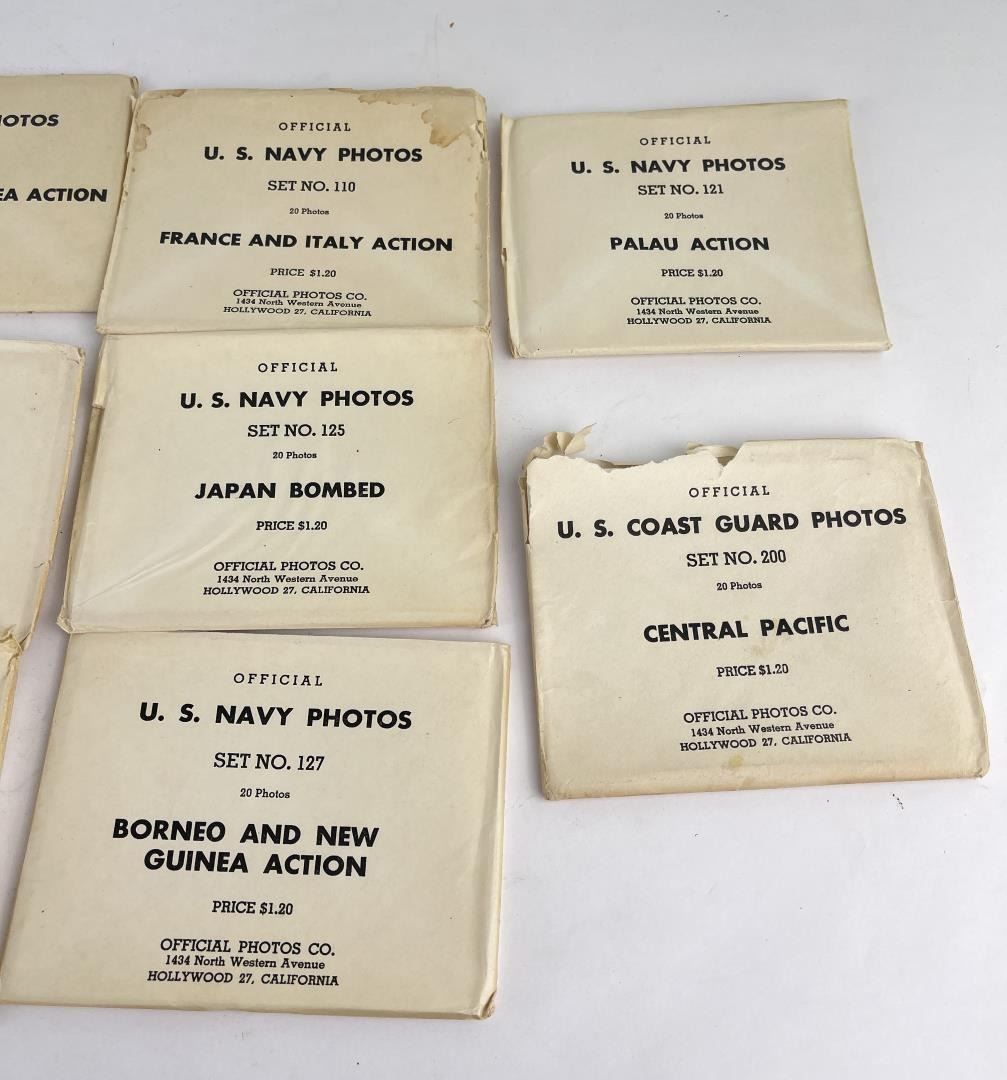 OTOS
EA ACTION
OFFICIAL
U. S. NAVY PHOTOS
SET NO. 110
20 Photos
FRANCE AND ITALY ACTION
PRICE $1.20
OFFICIAL PHOTOS CO.
1434 North Western Avenue
HOLLYWOOD 27, CALIFORNIA
OFFICIAL
U. S. NAVY PHOTOS
SET NO. 121
20 Photos
PALAU ACTION
PRICE $1.20
OFFICIAL PHOTOS CO.
1434 North Western Avenue
HOLLYWOOD 27, CALIFORNIA
OFFICIAL
U. S. NAVY PHOTOS
SET NO. 125
20 Photos
JAPAN BOMBED
PRICE $1.20
OFFICIAL PHOTOS CO.
1434 North Western Avenue
HOLLYWOOD 27, CALIFORNIA
OFFICIAL
U. S. COAST GUARD PHOTOS
SET NO. 200
20 Photos
CENTRAL PACIFIC
PRICE $1.20
OFFICIAL PHOTOS CO.
1434 North Western Avenue
HOLLYWOOD 27, CALIFORNIA
OFFICIAL
U. S. NAVY PHOTOS
SET NO. 127
20 Photos
BORNEO AND NEW
GUINEA ACTION
PRICE $1.20
OFFICIAL PHOTOS CO.
1434 North Western Avenue
HOLLYWOOD 27, CALIFORNIA